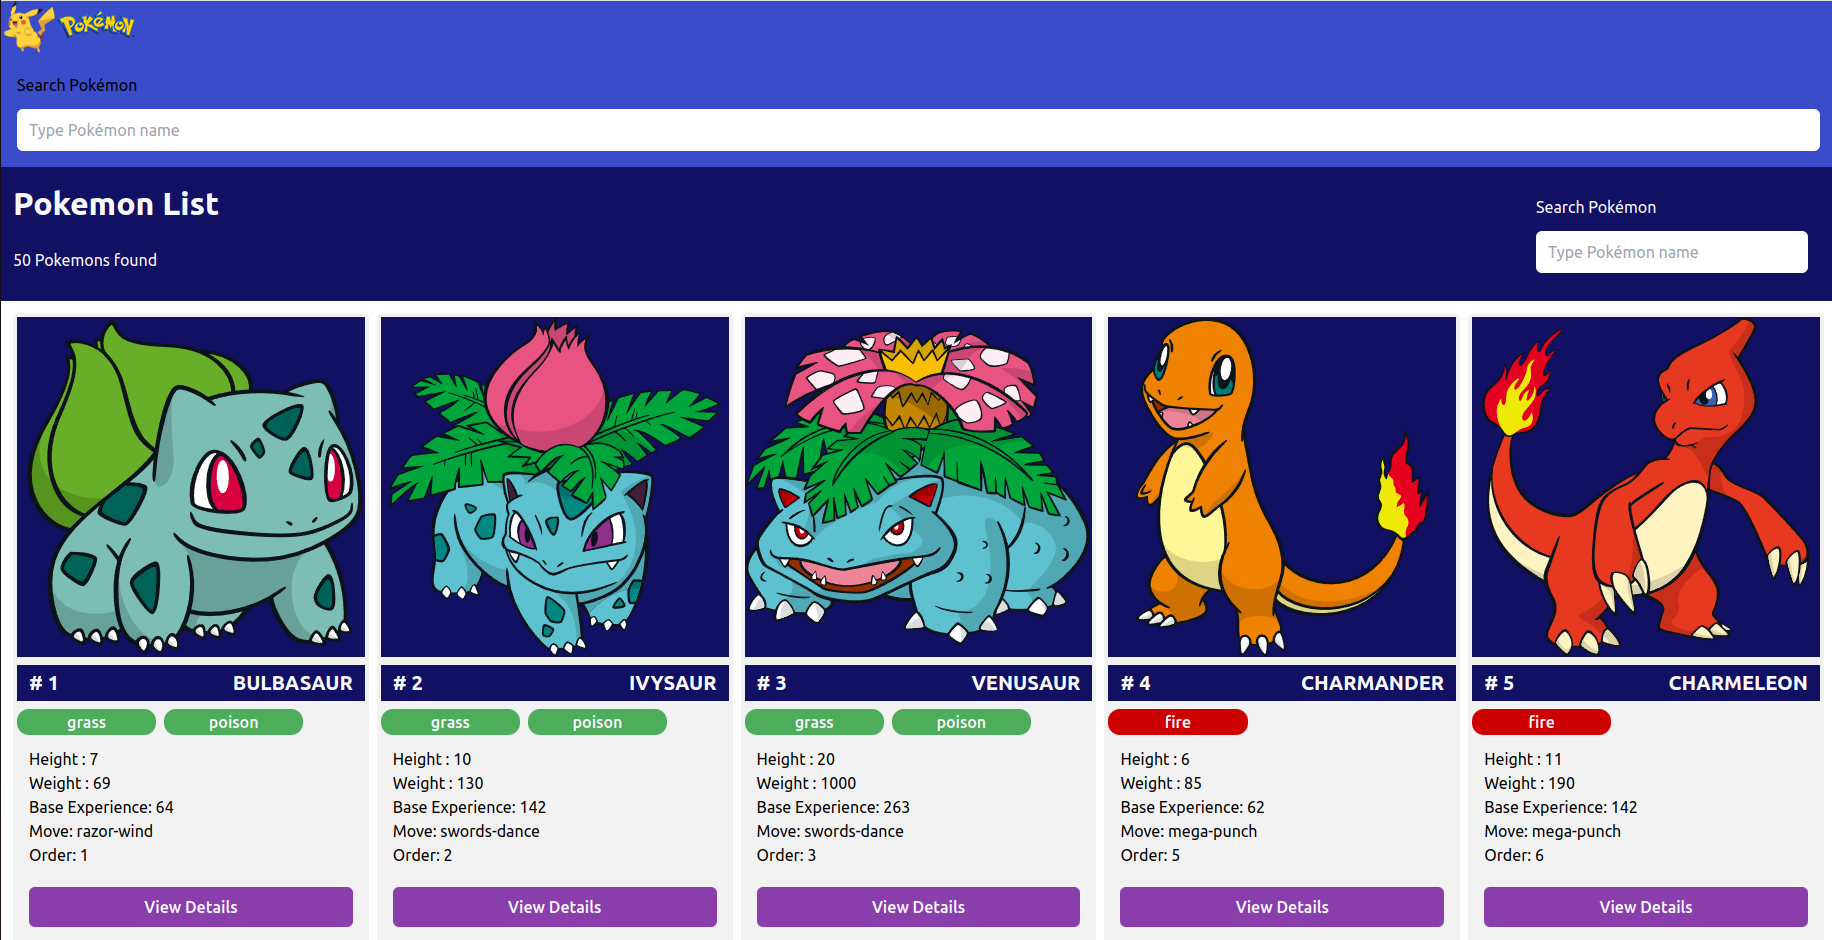 Pokémon
Search Pokémon
Type Pokémon name
Pokemon List
50 Pokemons found
Search Pokémon
Type Pokémon name
# 1 BULBASAUR
grass poison
Height : 7
Weight : 69
Base Experience: 64
Move: razor-wind
Order: 1
View Details
# 2 IVYSAUR
grass poison
Height : 10
Weight : 130
Base Experience: 142
Move: swords-dance
Order: 2
View Details
# 3 VENUSAUR
grass poison
Height : 20
Weight : 1000
Base Experience: 263
Move: swords-dance
Order: 3
View Details
# 4 CHARMANDER
fire
Height : 6
Weight : 85
Base Experience: 62
Move: mega-punch
Order: 5
View Details
# 5 CHARMELEON
fire
Height : 11
Weight : 190
Base Experience: 142
Move: mega-punch
Order: 6
View Details